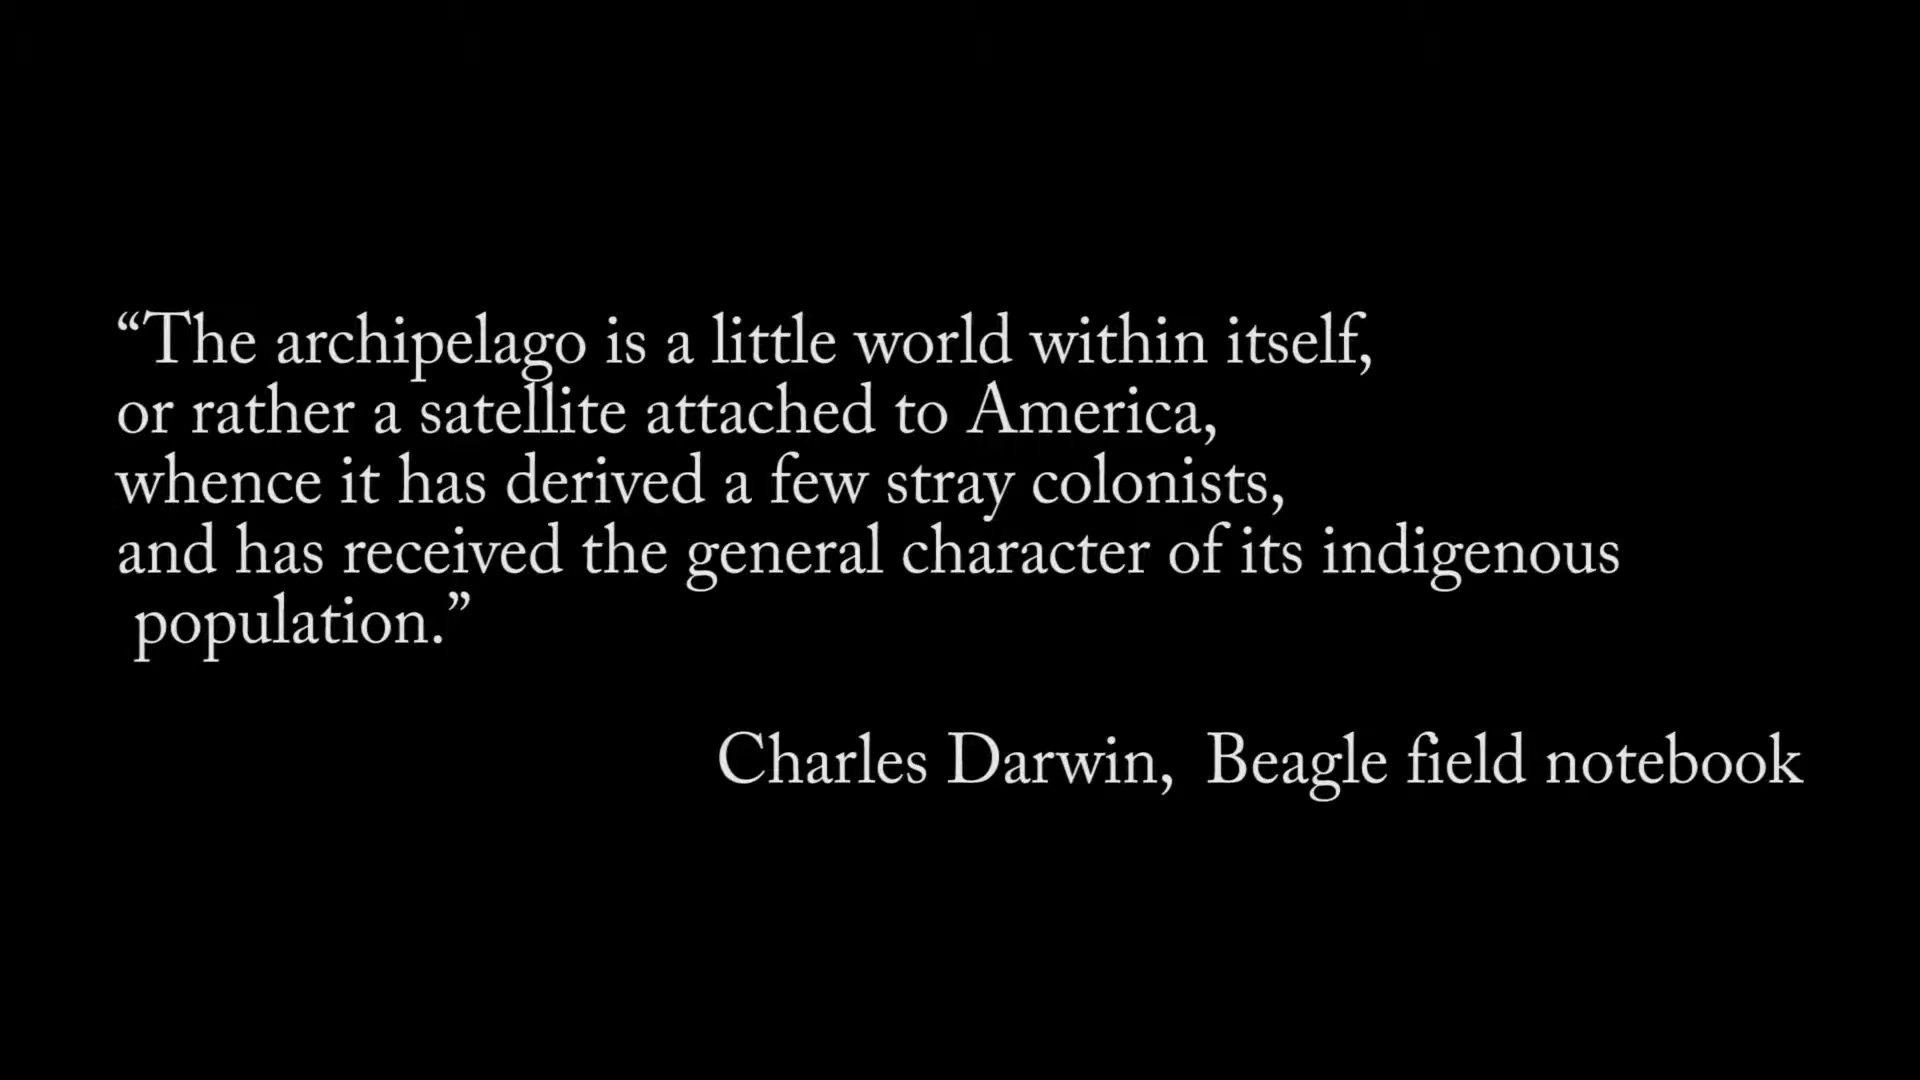 “The archipelago is a little world within itself,
or rather a satellite attached to America,
whence it has derived a few stray colonists,
and has received the general character of its indigenous
population.”
Charles Darwin, Beagle field notebook